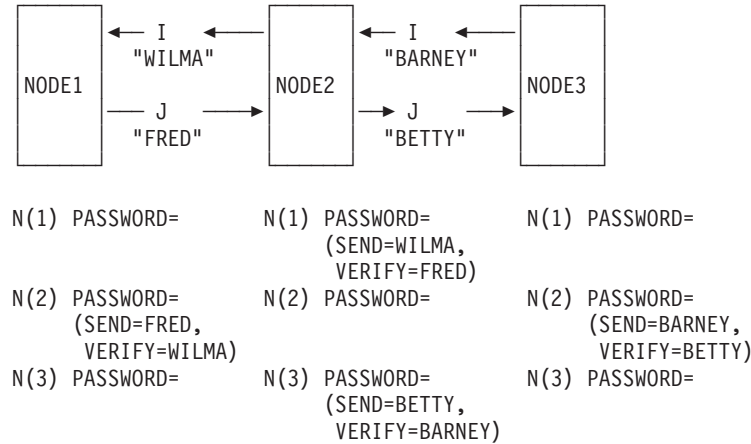 I I
"WILMA" "BARNEY"
NODE1 NODE2 NODE3
J J
"FRED" "BETTY"
N(1) PASSWORD= N(1) PASSWORD= N(1) PASSWORD=
(SEND=WILMA,
VERIFY=FRED)
N(2) PASSWORD= N(2) PASSWORD= N(2) PASSWORD=
(SEND=FRED, (SEND=BARNEY,
VERIFY=WILMA) VERIFY=BETTY)
N(3) PASSWORD= N(3) PASSWORD= N(3) PASSWORD=
(SEND=BETTY,
VERIFY=BARNEY)